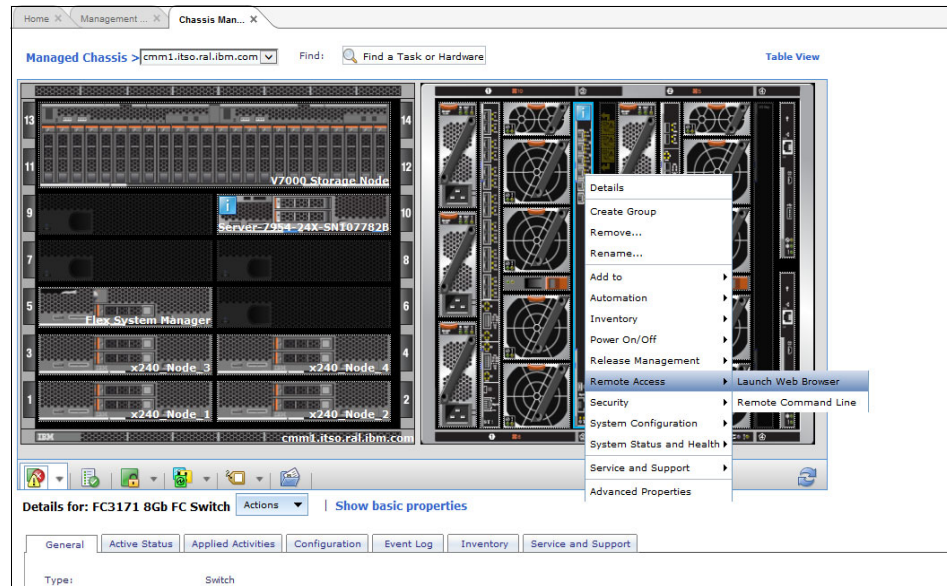 Home X Management ... X Chassis Man... X
Managed Chassis > cmm1.itso.ral.ibm.com Find: Find a Task or Hardware Table View
13 14
11 12
V7000 Storage Node
9 10
Server-7954-24X-SN107782B
7 8
5 6
Flex System Manager
3 4
x240_Node_3 x240_Node_4
1 2
x240_Node_1 x240_Node_2
IBM cmm1.itso.ral.ibm.com
Details
Create Group
Remove...
Rename...
Add to
Automation
Inventory
Power On/Off
Release Management
Remote Access Launch Web Browser
Security Remote Command Line
System Configuration
System Status and Health
Service and Support
Advanced Properties
Details for: FC3171 8Gb FC Switch Actions | Show basic properties
General Active Status Applied Activities Configuration Event Log Inventory Service and Support
Type: Switch